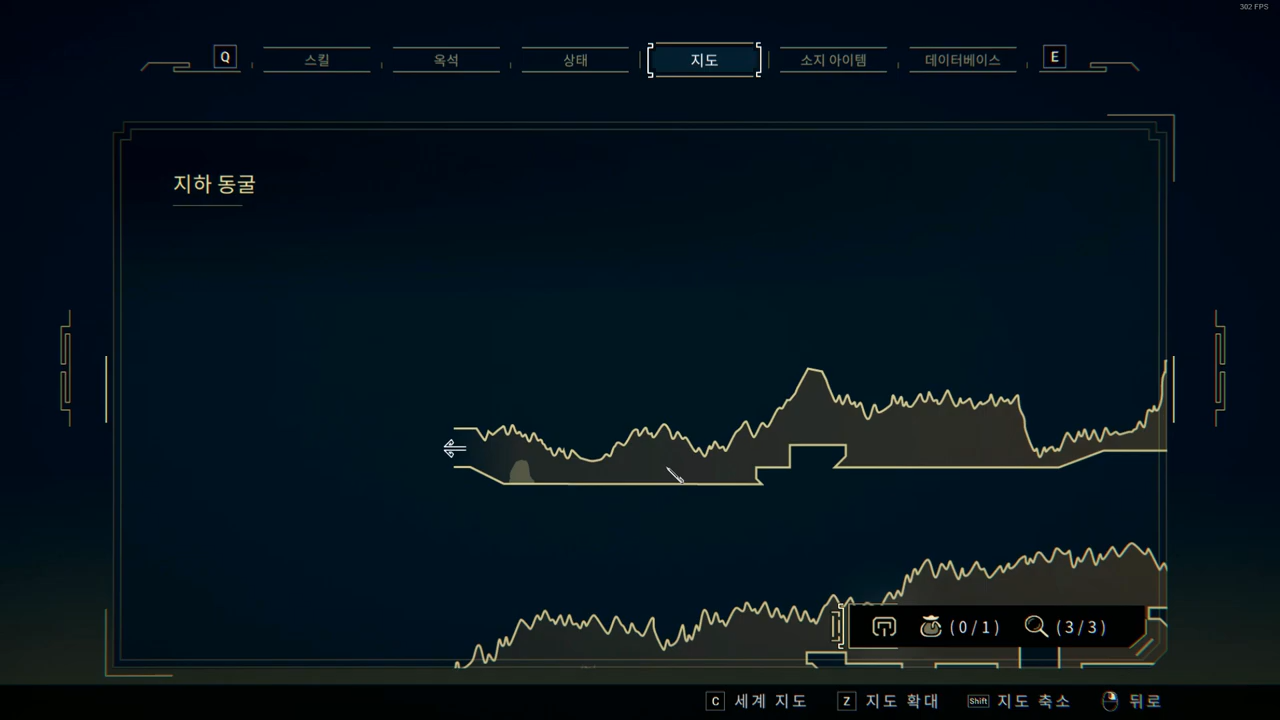 302 FPS
Q 스킬 옥석 상태 지도 소지 아이템 데이터베이스 E
지하 동굴
(0/1) (3/3)
C 세계 지도 Z 지도 확대 Shift 지도 축소 뒤로